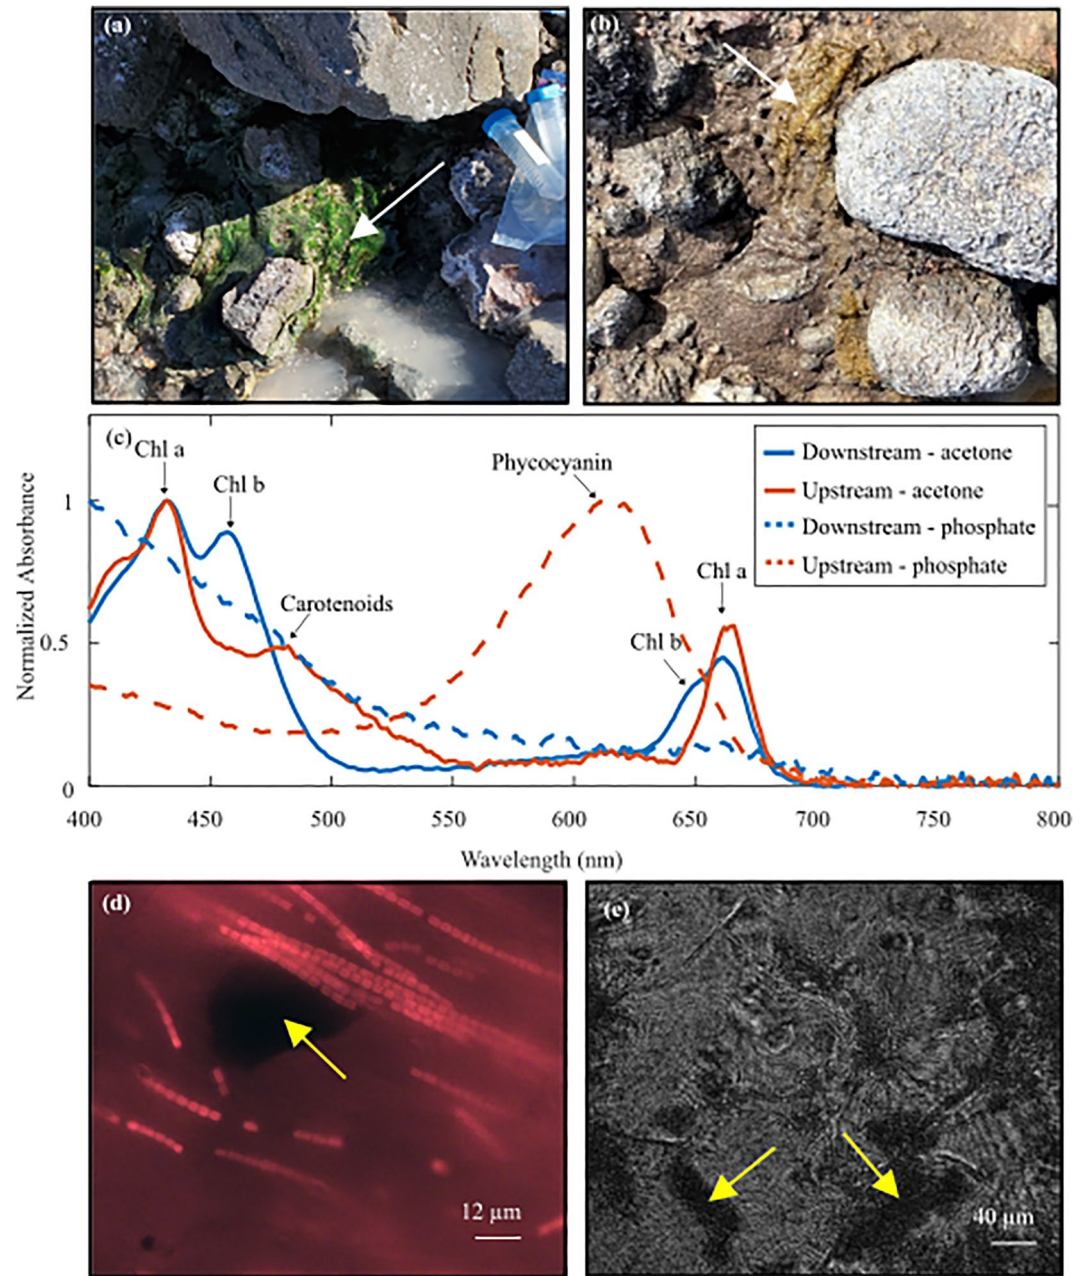 (a)
(b)
(c)
Chl a
Chl b
Carotenoids
Phycocyanin
Chl b
Chl a
Downstream - acetone
Upstream - acetone
Downstream - phosphate
Upstream - phosphate
Normalized Absorbance
1
0.5
0
400 450 500 550 600 650 700 750 800
Wavelength (nm)
(d)
12 µm
(e)
40 µm